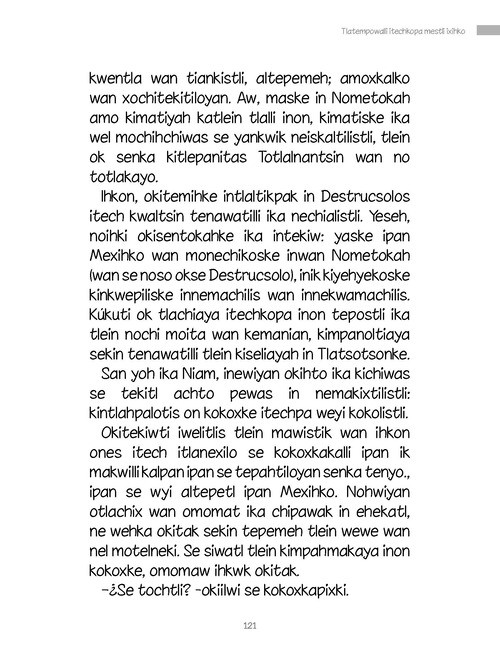 Tlatempowalli itechkopa mestli ixihko
kwentla wan tiankistli, altepemeh; amoxkalko
wan xochitekitiloyan. Aw, maske in Nometokah
amo kimatiyah katlein tlalli inon, kimatiske ika
wel mochihchiwas se yankwik neiskaltilistli, tlein
ok senka kitlepanitas Totlalnantsin wan no
totlakayo.
Ihkon, okitemihke intlaltikpak in Destrucsolos
itech kwaltsin tenawatilli ika nechialistli. Yeseh,
noihki okisentokahke ika intekiw: yaske ipan
Mexihko wan monechikoske inwan Nometokah
(wan se noso okse Destrucsolo), inik kiyehyekoske
kinkwepiliske innemachilis wan innekwamachilis.
Kúkuti ok tlachiaya itechkopa inon tepostli ika
tlein nochi moita wan kemanian, kimpanoltiaya
sekin tenawatilli tlein kiseliayah in Tlatsotsonke.
San yoh ika Niam, inewiyan okihto ika kichiwas
se tekitl achto pewas in nemakixtilistli:
kintlahpalotis on kokoxke itechpa weyi kokolistli.
Okitekiwti iwelitlis tlein mawistik wan ihkon
ones itech itlanexilo se kokoxkakalli ipan ik
makwilli kalpan ipan se tepahtiloyan senka tenyo.,
ipan se wyi altepetl ipan Mexihko. Nohwiyan
otlachix wan omomat ika chipawak in ehekatl,
ne wehka okitak sekin tepemeh tlein wewe wan
nel motelneki. Se siwatl tlein kimpahmakaya inon
kokoxke, omomaw ihkwk okitak.
–¿Se tochtli? -okiilwi se kokoxkapixki.
121